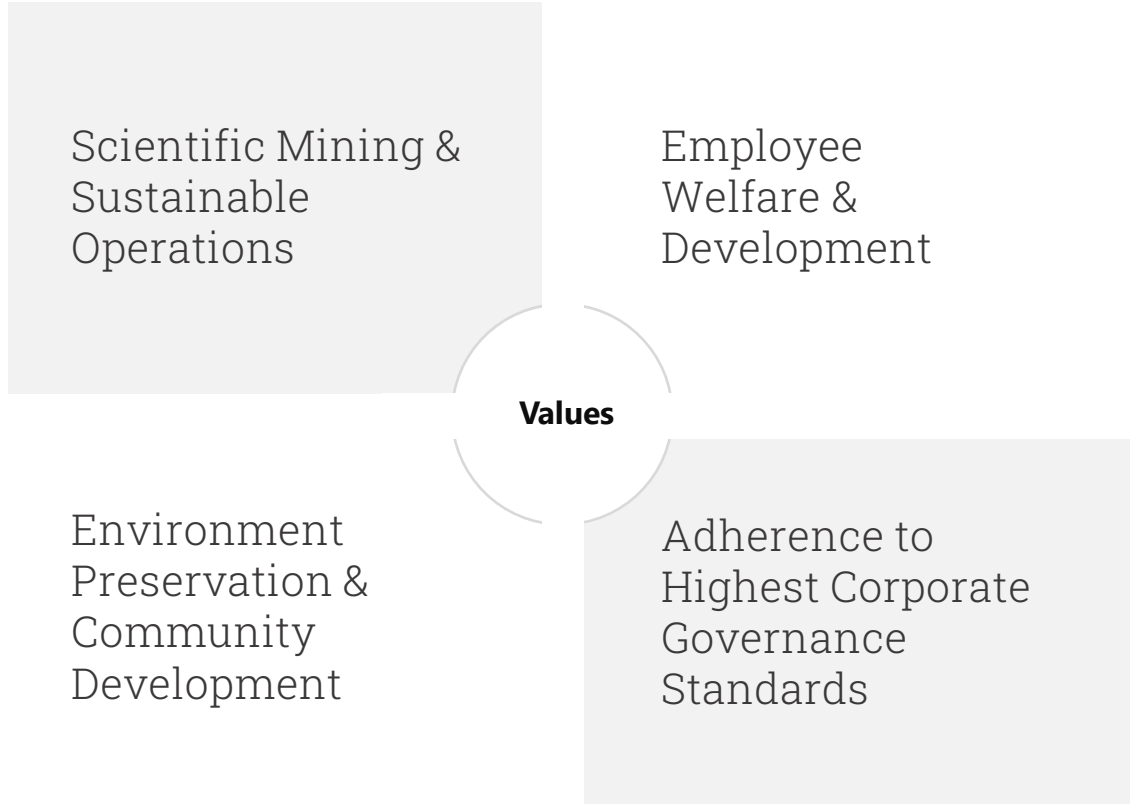 Scientific Mining &
Sustainable
Operations
Employee
Welfare &
Development
Values
Environment
Preservation &
Community
Development
Adherence to
Highest Corporate
Governance
Standards